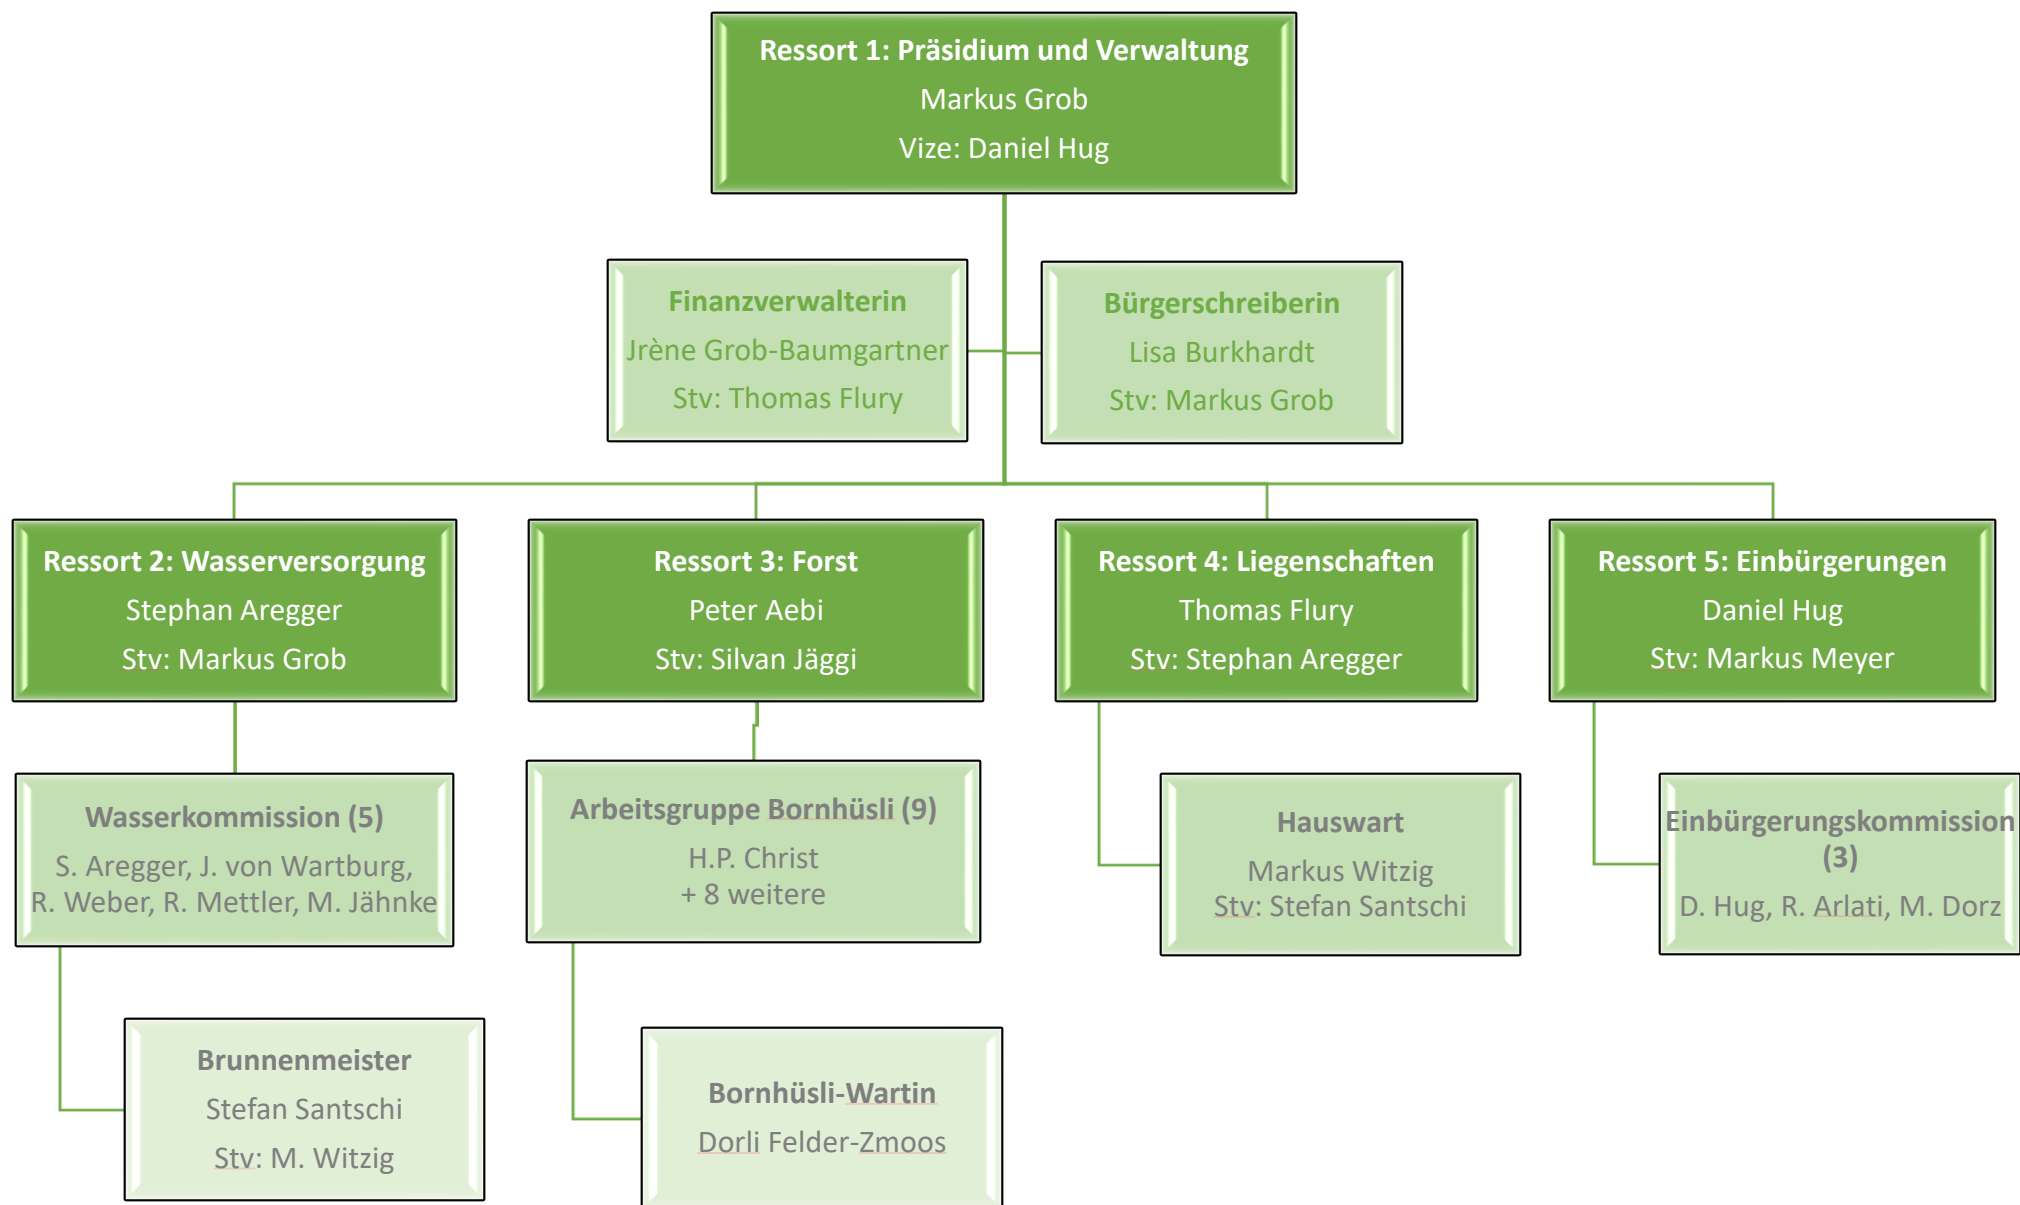 Ressort 1: Präsidium und Verwaltung
Markus Grob
Vize: Daniel Hug
Finanzverwalterin
Jrène Grob-Baumgartner
Stv: Thomas Flury
Bürgerschreiberin
Lisa Burkhardt
Stv: Markus Grob
Ressort 2: Wasserversorgung
Stephan Aregger
Stv: Markus Grob
Ressort 3: Forst
Peter Aebi
Stv: Silvan Jäggi
Ressort 4: Liegenschaften
Thomas Flury
Stv: Stephan Aregger
Ressort 5: Einbürgerungen
Daniel Hug
Stv: Markus Meyer
Wasserkommission (5)
S. Aregger, J. von Wartburg,
R. Weber, R. Mettler, M. Jähnke
Arbeitsgruppe Bornhüsli (9)
H.P. Christ
+ 8 weitere
Hauswart
Markus Witzig
Stv: Stefan Santschi
Einbürgerungskommission
(3)
D. Hug, R. Arlati, M. Dorz
Brunnenmeister
Stefan Santschi
Stv: M. Witzig
Bornhüsli-Wartin
Dorli Felder-Zmoos